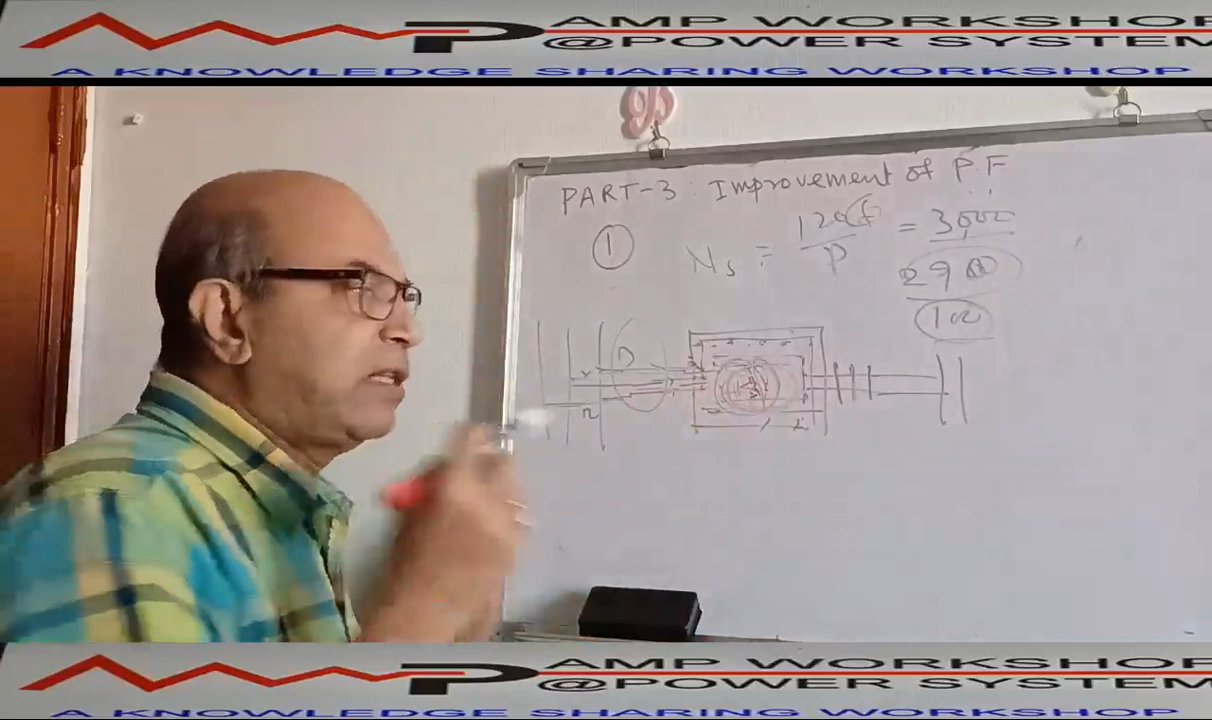 AMP WORKSHOP
@POWER SYSTEM
A KNOWLEDGE SHARING WORKSHOP
PART-3 : Improvement of P.F
① Ns = 120f/P = 3000
2900
100
AMP WORKSHOP
@POWER SYSTEM
A KNOWLEDGE SHARING WORKSHOP